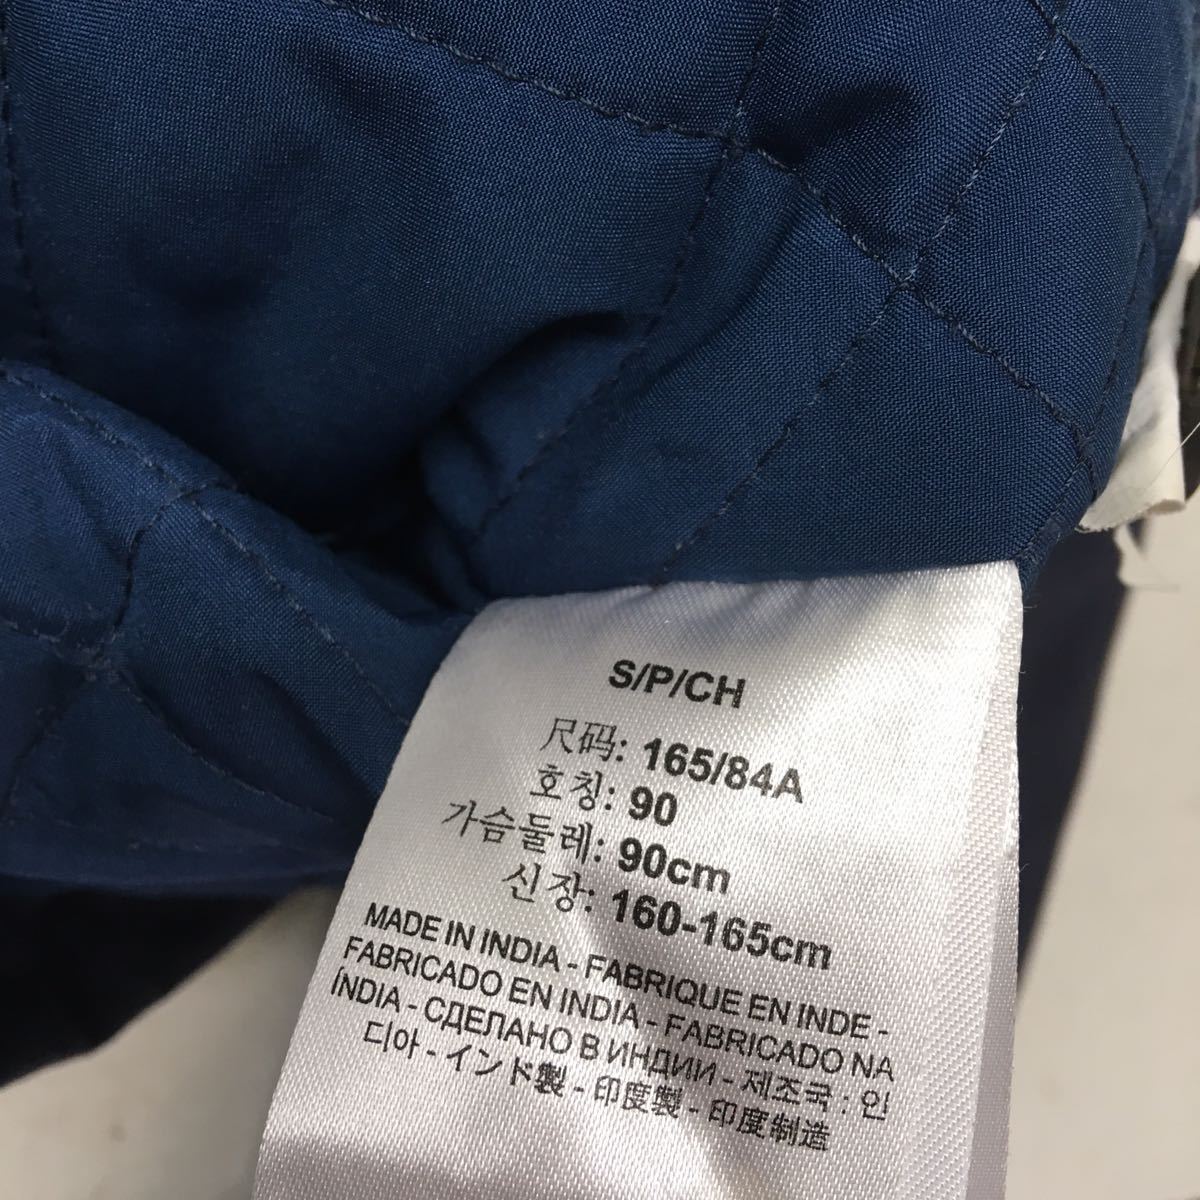 S/P/CH
尺码: 165/84A
호칭: 90
가슴둘레: 90cm
신장: 160-165cm
MADE IN INDIA - FABRIQUE EN INDE -
FABRICADO EN INDIA - FABRICADO NA
ÍNDIA - СДЕЛАНО В ИНДИИ - 제조국 : 인
디아 - インド製 - 印度製 - 印度制造